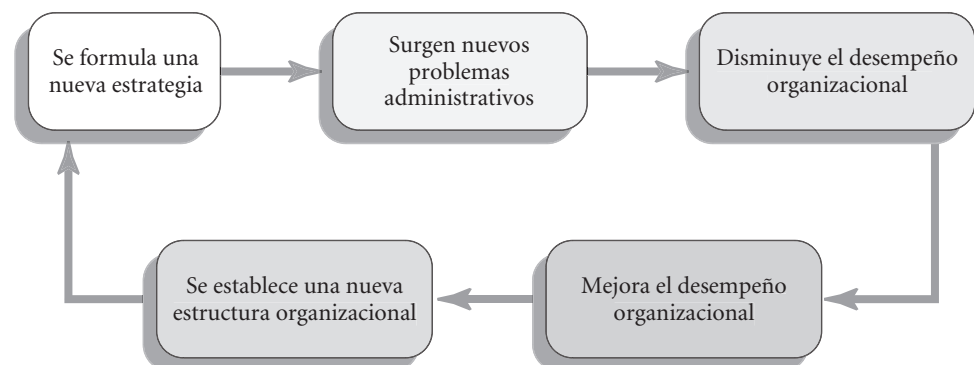 Se formula una
nueva estrategia
Surgen nuevos
problemas
administrativos
Disminuye el desempeño
organizacional
Se establece una nueva
estructura organizacional
Mejora el desempeño
organizacional